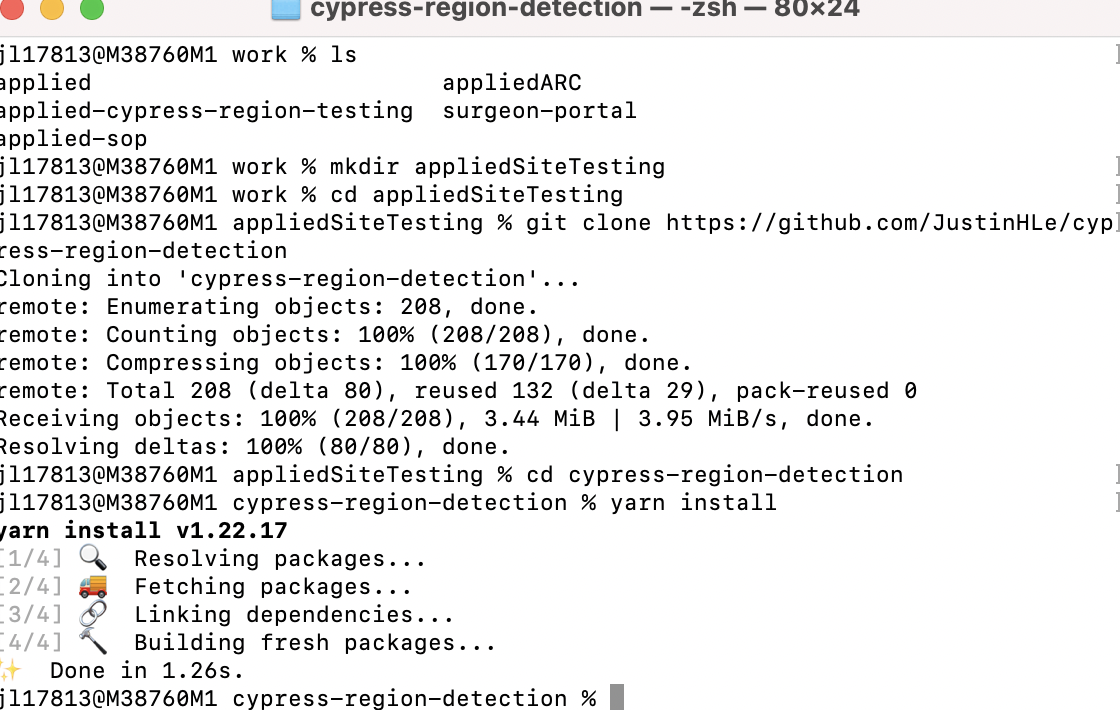 cypress-region-detection — -zsh — 80×24
jl17813@M38760M1 work % ls
applied                         appliedARC
applied-cypress-region-testing  surgeon-portal
applied-sop
jl17813@M38760M1 work % mkdir appliedSiteTesting
jl17813@M38760M1 work % cd appliedSiteTesting
jl17813@M38760M1 appliedSiteTesting % git clone https://github.com/JustinHLe/cyp
ress-region-detection
Cloning into 'cypress-region-detection'...
remote: Enumerating objects: 208, done.
remote: Counting objects: 100% (208/208), done.
remote: Compressing objects: 100% (170/170), done.
remote: Total 208 (delta 80), reused 132 (delta 29), pack-reused 0
Receiving objects: 100% (208/208), 3.44 MiB | 3.95 MiB/s, done.
Resolving deltas: 100% (80/80), done.
jl17813@M38760M1 appliedSiteTesting % cd cypress-region-detection
jl17813@M38760M1 cypress-region-detection % yarn install
yarn install v1.22.17
[1/4] 🔍  Resolving packages...
[2/4] 🚚  Fetching packages...
[3/4] 🔗  Linking dependencies...
[4/4] 🔨  Building fresh packages...
✨  Done in 1.26s.
jl17813@M38760M1 cypress-region-detection %